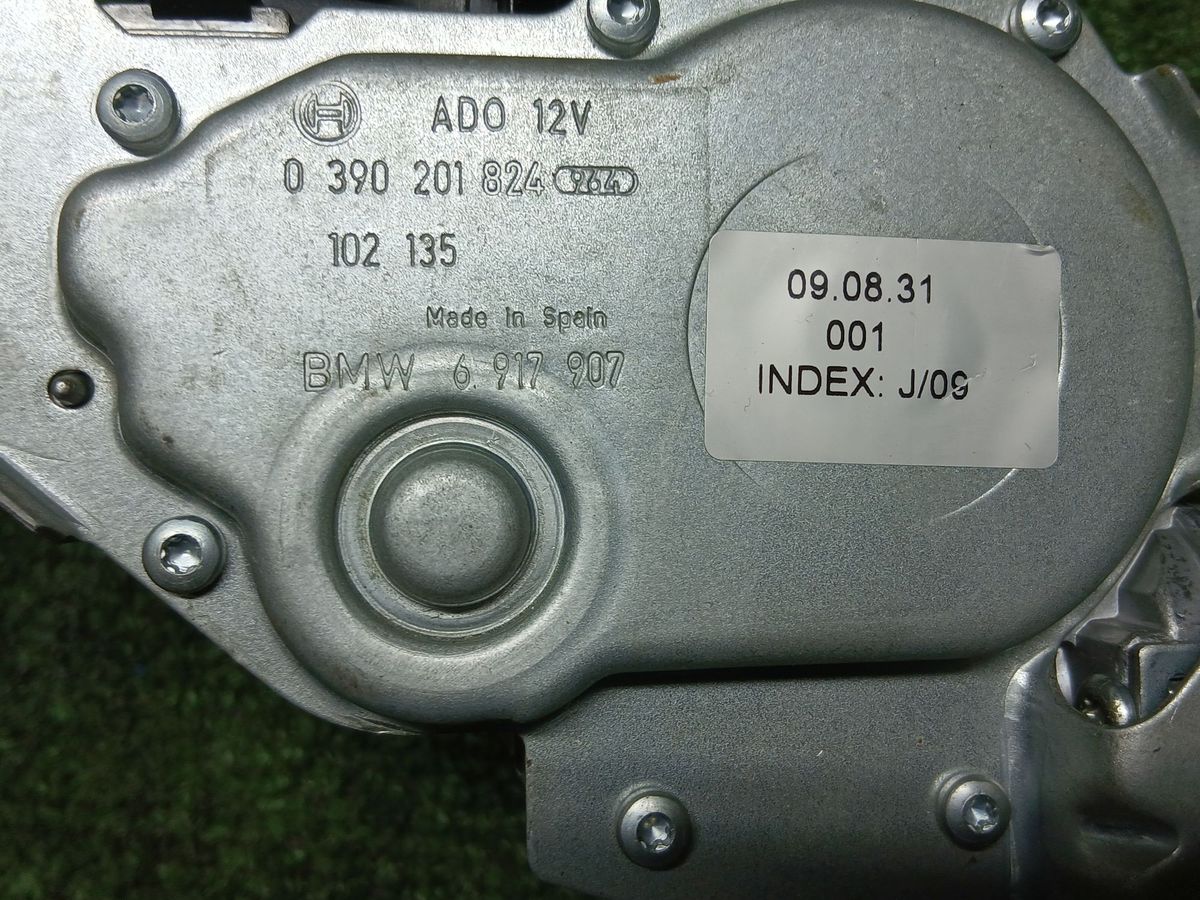 ADO 12V
0 390 201 824 964
102 135
Made in Spain
BMW 6 917 907
09.08.31
001
INDEX: J/09